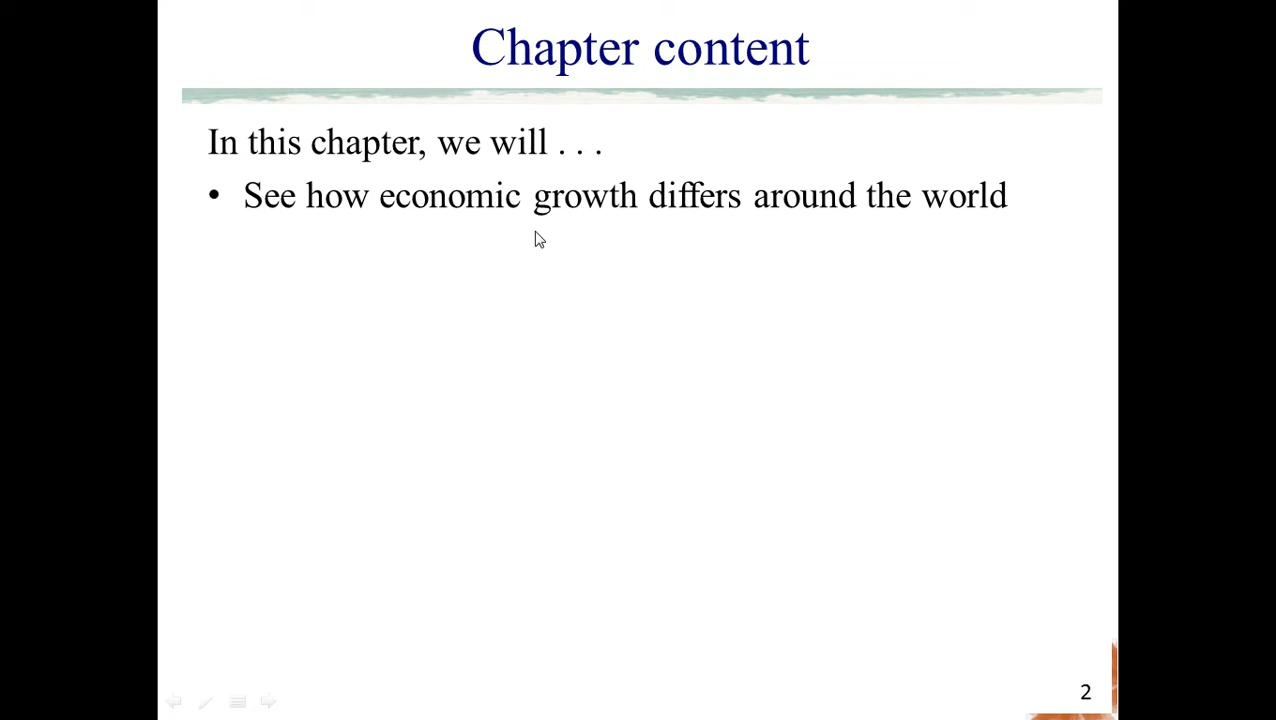 Chapter content
In this chapter, we will . . .
• See how economic growth differs around the world
2